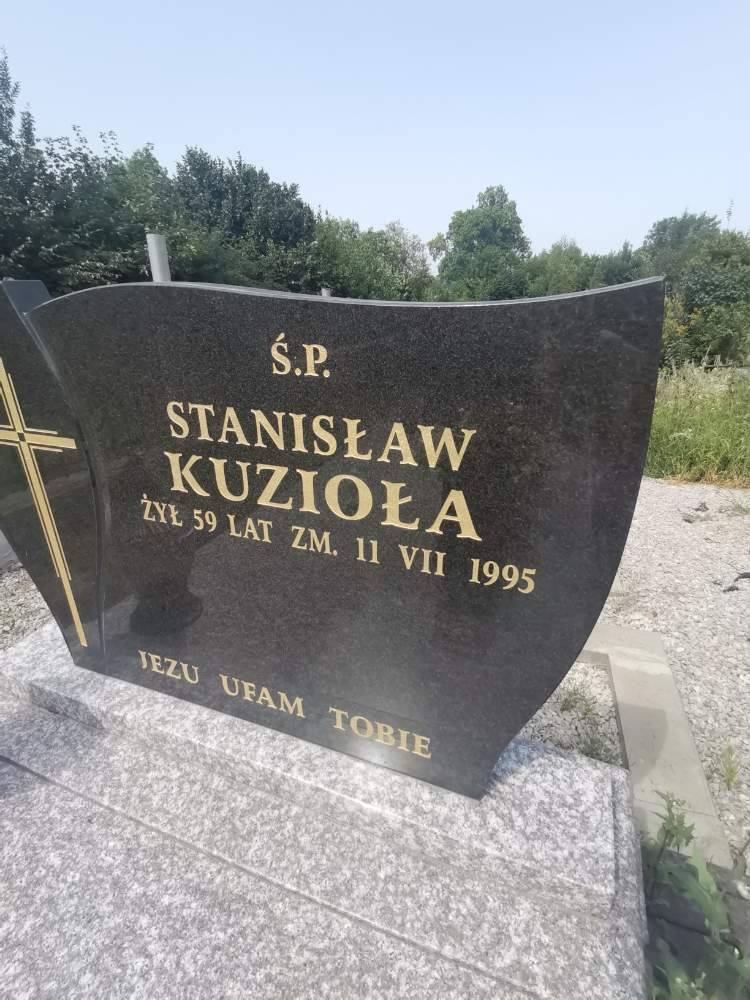 Ś.P.
STANISŁAW
KUZIOŁA
ŻYŁ 59 LAT ZM. 11 VII 1995
JEZU UFAM TOBIE